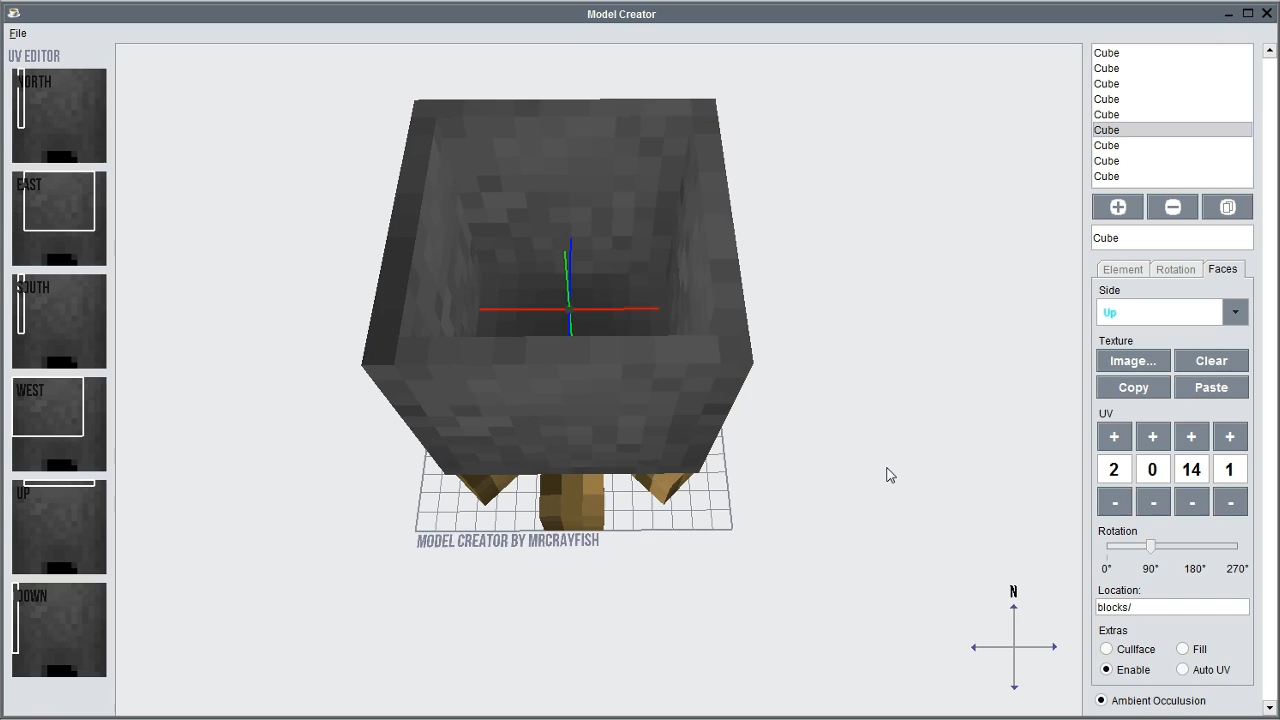 Model Creator
File
UV EDITOR
NORTH
EAST
SOUTH
WEST
UP
DOWN
MODEL CREATOR BY MRCRAYFISH
N
Cube
Cube
Cube
Cube
Cube
Cube
Cube
Cube
Cube
Cube
Element Rotation Faces
Side
Up
Texture
Image... Clear
Copy Paste
UV
+ + + +
2 0 14 1
- - - -
Rotation
0° 90° 180° 270°
Location:
blocks/
Extras
Cullface Fill
Enable Auto UV
Ambient Occulusion